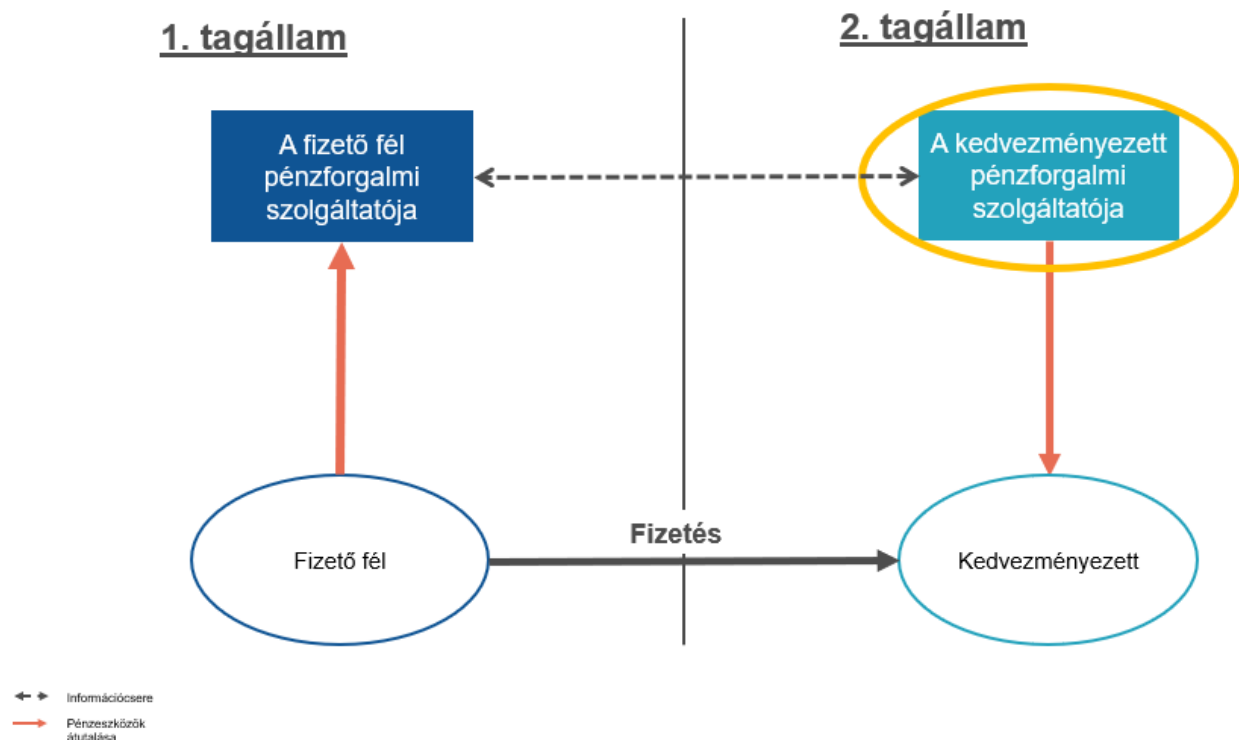 1. tagállam
2. tagállam
A fizető fél
pénzforgalmi
szolgáltatója
A kedvezményezett
pénzforgalmi
szolgáltatója
Fizetés
Fizető fél
Kedvezményezett
Információcsere
Pénzeszközök
átutalása